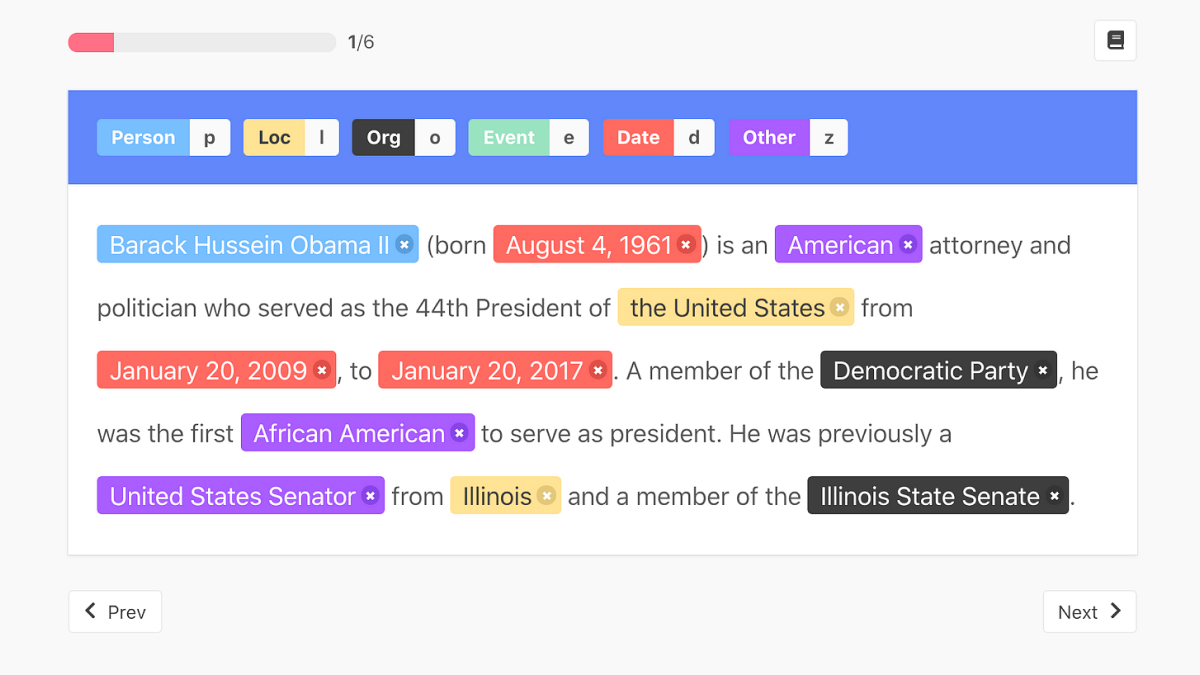 1/6
Person p Loc l Org o Event e Date d Other z
Barack Hussein Obama II (born August 4, 1961) is an American attorney and
politician who served as the 44th President of the United States from
January 20, 2009, to January 20, 2017. A member of the Democratic Party, he
was the first African American to serve as president. He was previously a
United States Senator from Illinois and a member of the Illinois State Senate.
Prev Next